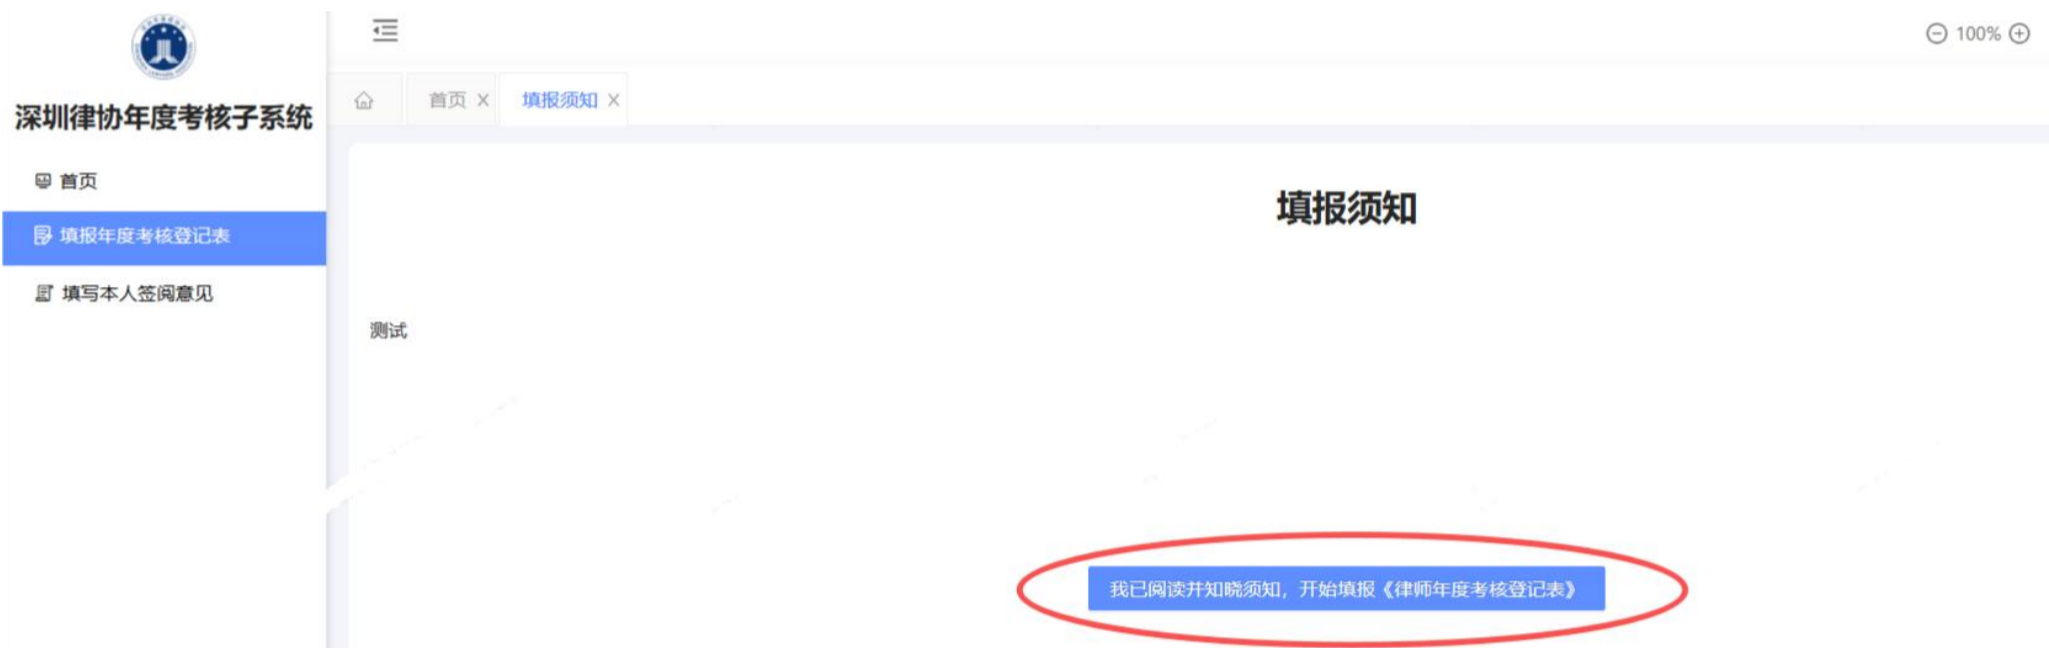 100%
深圳律协年度考核子系统
首页
填报须知
首页
填报年度考核登记表
填写本人签阅意见
填报须知
测试
我已阅读并知晓须知，开始填报《律师年度考核登记表》